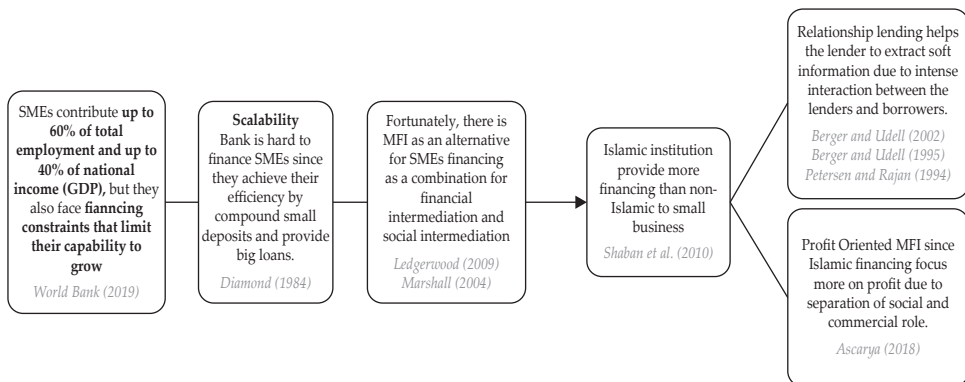 SMEs contribute up to
60% of total
employment and up to
40% of national
income (GDP), but they
also face fianncing
constraints that limit
their capability to
grow
World Bank (2019)
Scalability
Bank is hard to
finance SMEs since
they achieve their
efficiency by
compound small
deposits and provide
big loans.
Diamond (1984)
Fortunately, there is
MFI as an alternative
for SMEs financing
as a combination for
financial
intermediation and
social intermediation
Ledgerwood (2009)
Marshall (2004)
Islamic institution
provide more
financing than non-
Islamic to small
business
Shaban et al. (2010)
Relationship lending helps
the lender to extract soft
information due to intense
interaction between the
lenders and borrowers.
Berger and Udell (2002)
Berger and Udell (1995)
Petersen and Rajan (1994)
Profit Oriented MFI since
Islamic financing focus
more on profit due to
separation of social and
commercial role.
Ascarya (2018)